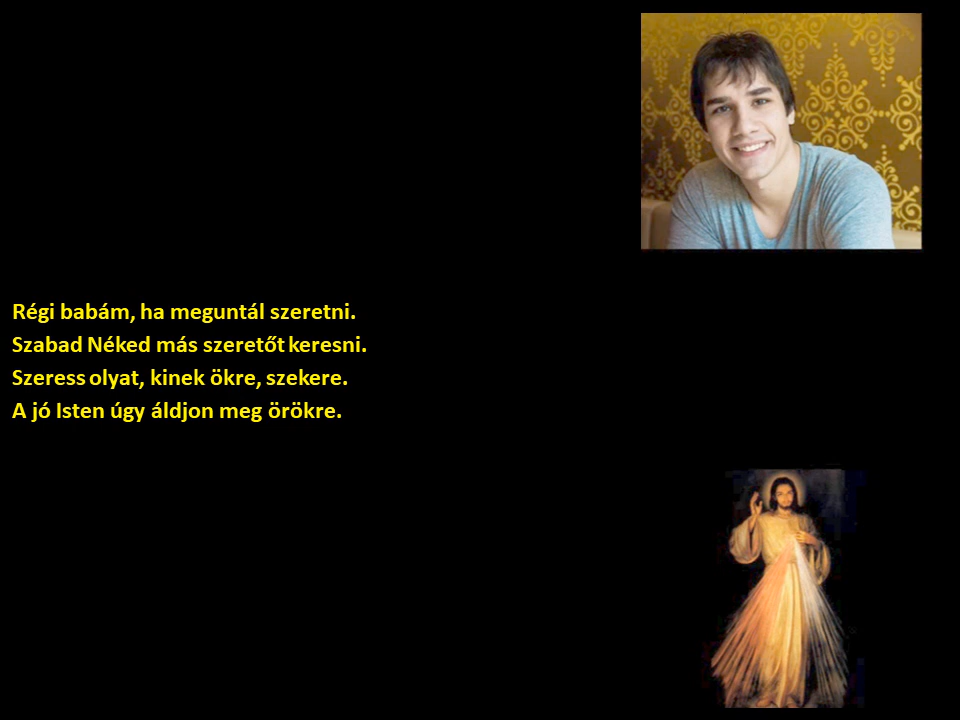 Régi babám, ha meguntál szeretni.
Szabad Néked más szeretőt keresni.
Szeress olyat, kinek ökre, szekere.
A jó Isten úgy áldjon meg örökre.